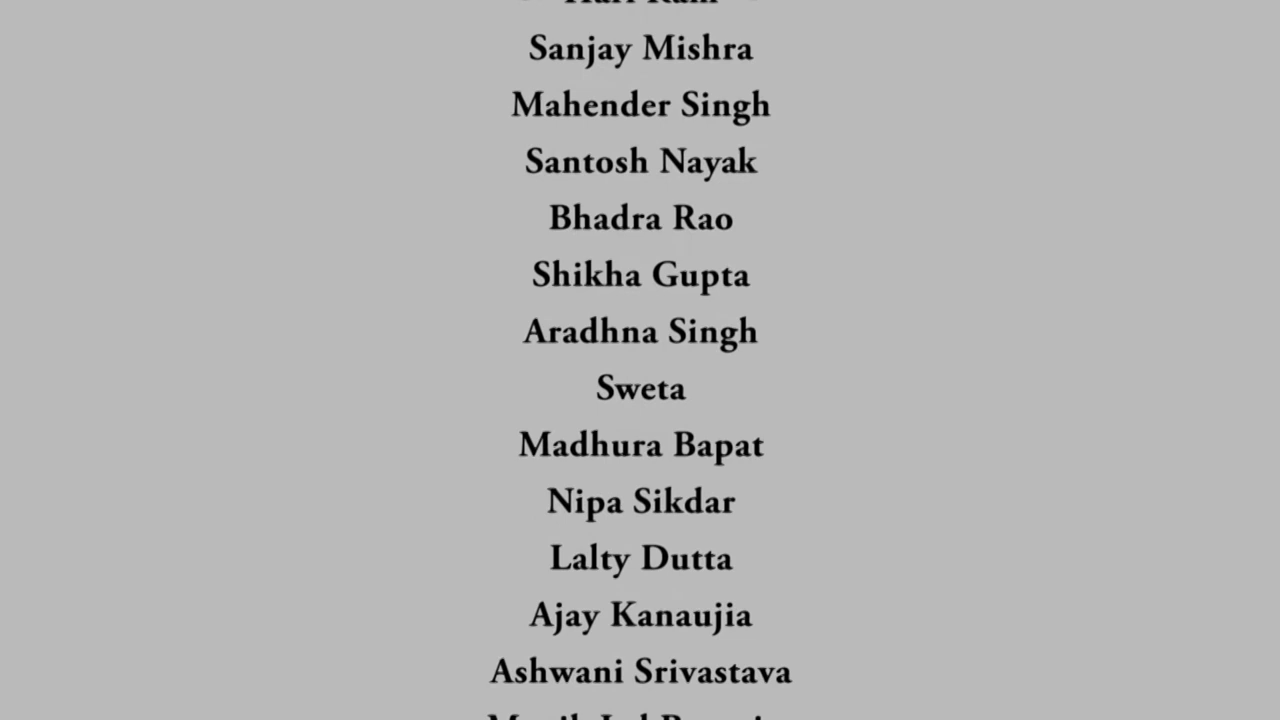 Sanjay Mishra
Mahender Singh
Santosh Nayak
Bhadra Rao
Shikha Gupta
Aradhna Singh
Sweta
Madhura Bapat
Nipa Sikdar
Lalty Dutta
Ajay Kanaujia
Ashwani Srivastava